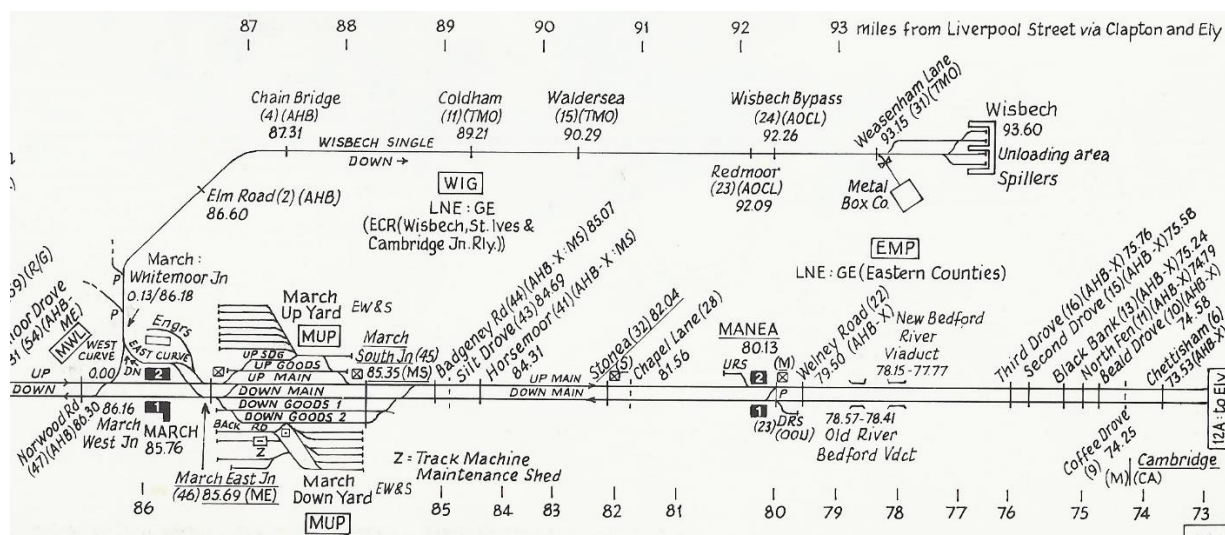 87 88 89 90 91 92 93 miles from Liverpool Street via Clapton and Ely
Chain Bridge
(4) (AHB)
87.31
Coldham
(11)(TMO)
89.21
Waldersea
(15)(TMO)
90.29
Wisbech Bypass
(24)(AOCL)
92.26
Weasenham Lane
93.15 (31)(TMO)
Wisbech
93.60
Unloading area
Spillers
WISBECH SINGLE
DOWN →
Redmoor
(23)(AOCL)
92.09
Metal
Box Co.
Elm Road (2) (AHB)
86.60
WIG
LNE : GE
(ECR (Wisbech, St. Ives &
Cambridge Jn. Rly.))
EMP
LNE : GE (Eastern Counties)
P
P
March :
Whitemoor Jn
0.13/86.18
69) (R/G)
moor Drove
31 (54) (AHB-
ME)
MWL
WEST
CURVE
0.00
DN
Engrs
EAST CURVE
2
March
Up Yard
EW&S
MUP
UP SDG
UP GOODS
UP MAIN
DOWN MAIN
DOWN GOODS 1
DOWN GOODS 2
BACK RD
March
South Jn (45)
85.35 (MS)
Badgeney Rd (44) (AHB-X : MS) 85.07
Silt Drove (43) 84.69
Horsemoor (41) (AHB-X : MS)
84.31
Stonea (32) 82.04
(S)
Chapel Lane (28)
81.56
MANEA
80.13
URS
2
(M)
Welney Road (22)
79.50 (AHB-X)
New Bedford
River
Viaduct
78.15 - 77.77
Third Drove (16) (AHB-X) 75.76
Second Drove (15) (AHB-X) 75.58
Black Bank (13) (AHB-X) 75.24
North Fen (11) (AHB-X) 74.79
Beald Drove (10) (AHB-X)
74.58
Chettisham (6)
73.53 (AHB-X
UP
DOWN
UP MAIN
DOWN MAIN
Norwood Rd
(47) (AHB) 86.30
86.16
March
West Jn
1
MARCH
85.76
March East Jn
(46) 85.69 (ME)
Z
March
Down Yard
EW&S
MUP
Z = Track Machine
Maintenance Shed
1
(23)
P
DRS
(OOU)
78.57 - 78.41
Old River
Bedford Vdct
Coffee Drove
(9) 74.25
(M)
Cambridge
(CA)
12A: to Ely
86 85 84 83 82 81 80 79 78 77 76 75 74 73